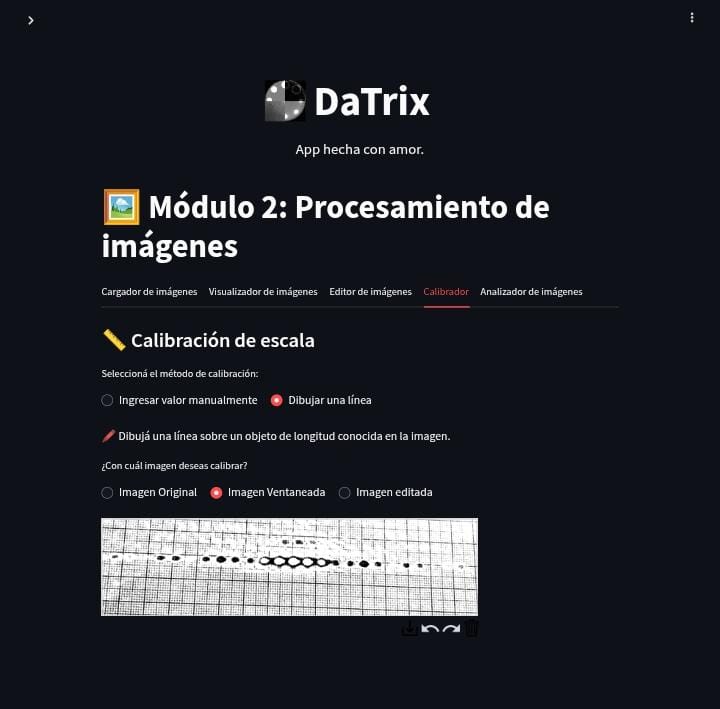 DaTrix
App hecha con amor.
Módulo 2: Procesamiento de
imágenes
Cargador de imágenes Visualizador de imágenes Editor de imágenes Calibrador Analizador de imágenes
Calibración de escala
Seleccioná el método de calibración:
Ingresar valor manualmente Dibujar una línea
Dibujá una línea sobre un objeto de longitud conocida en la imagen.
¿Con cuál imagen deseas calibrar?
Imagen Original Imagen Ventaneada Imagen editada